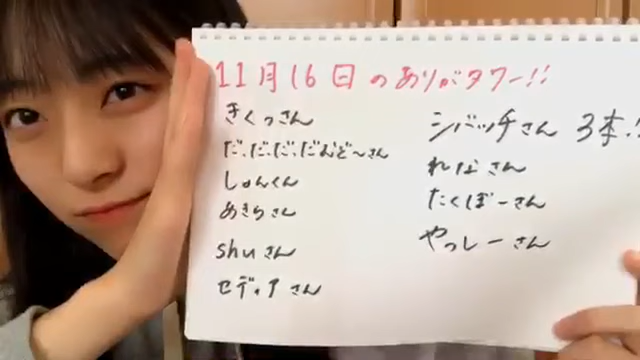 11月16日のありがタワー!!
きくっさん
だ、だ、だ、だんど〜さん
しゅんくん
あきらさん
shuさん
セディアさん
シバッチさん 3本!!
れなさん
たくぼーさん
やっしーさん